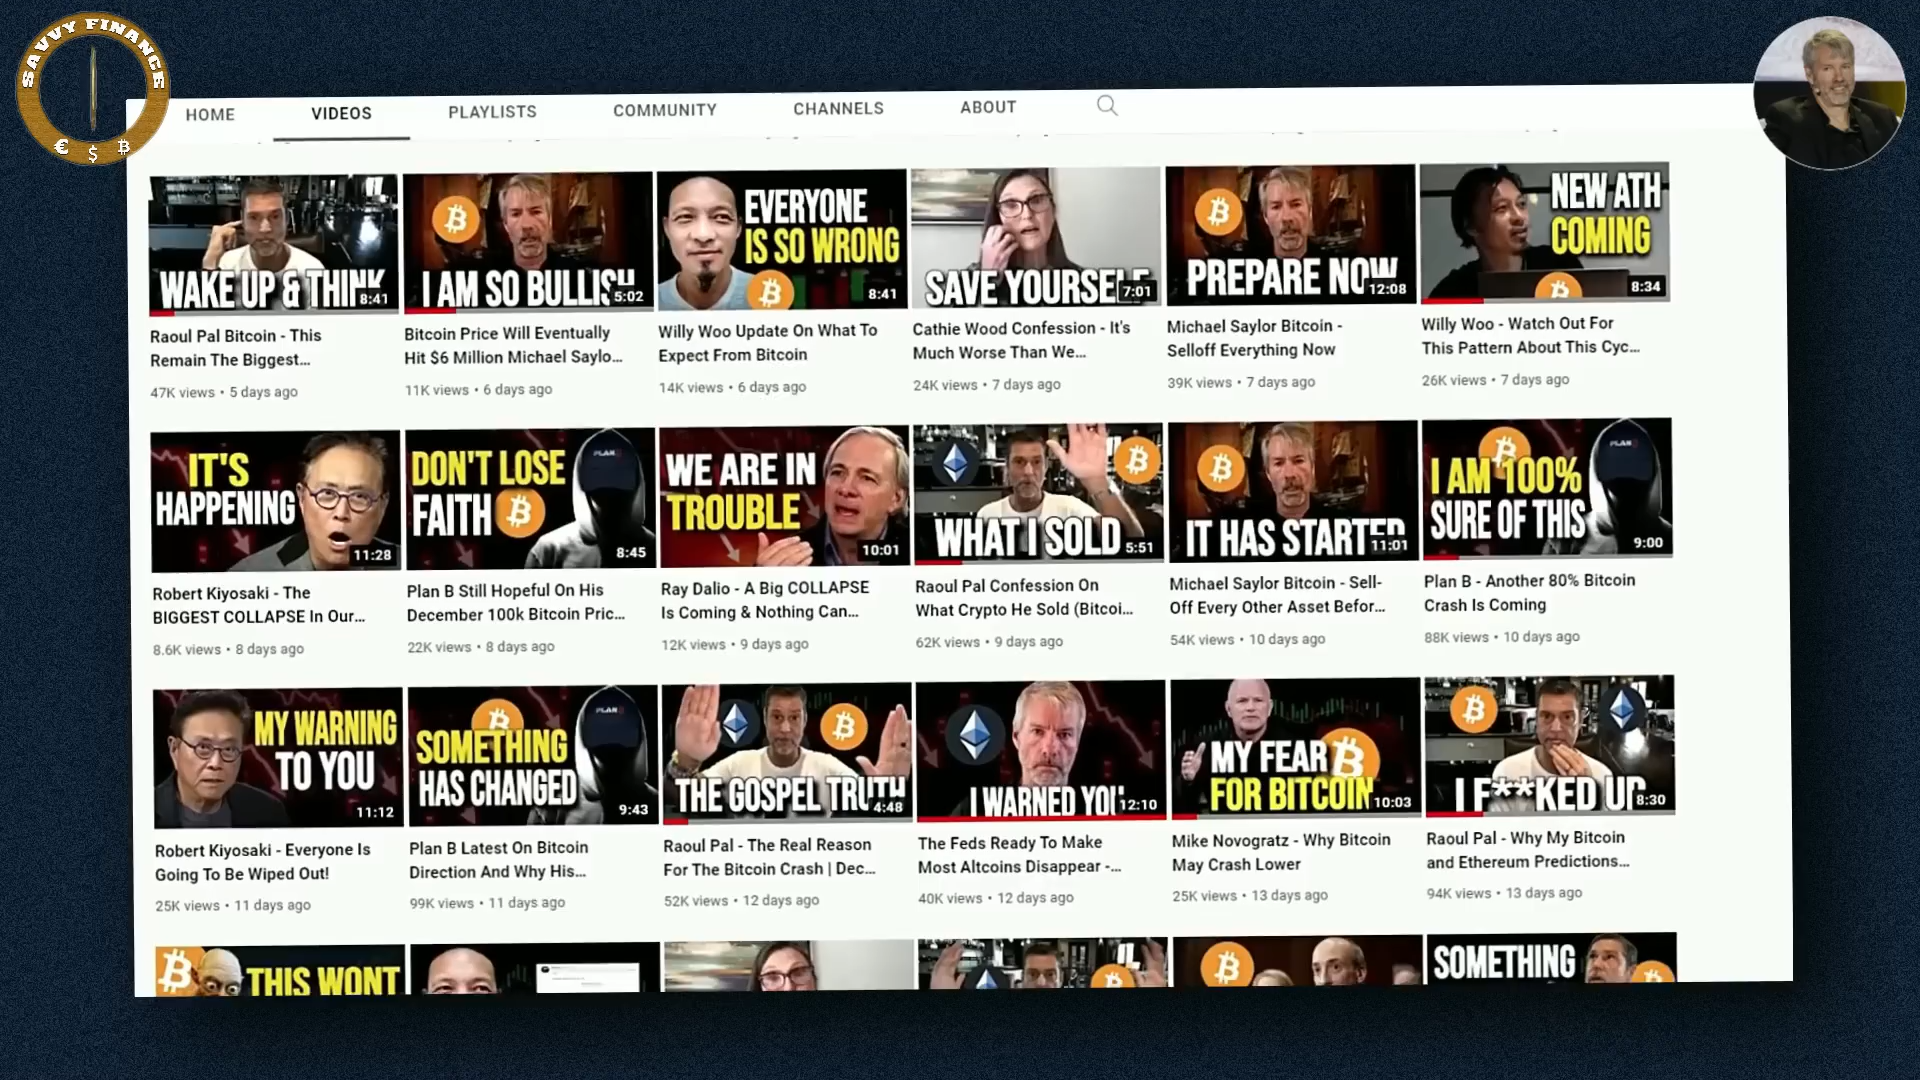 SAVVY FINANCE
€ $ ₿
HOME VIDEOS PLAYLISTS COMMUNITY CHANNELS ABOUT
WAKE UP & THINK
8:41
Raoul Pal Bitcoin - This
Remain The Biggest...
47K views • 5 days ago
I AM SO BULLISH
5:02
Bitcoin Price Will Eventually
Hit $6 Million Michael Saylo...
11K views • 6 days ago
EVERYONE
IS SO WRONG
8:41
Willy Woo Update On What To
Expect From Bitcoin
14K views • 6 days ago
SAVE YOURSELF
7:01
Cathie Wood Confession - It's
Much Worse Than We...
24K views • 7 days ago
PREPARE NOW
12:08
Michael Saylor Bitcoin -
Selloff Everything Now
39K views • 7 days ago
NEW ATH
COMING
8:34
Willy Woo - Watch Out For
This Pattern About This Cyc...
26K views • 7 days ago
IT'S
HAPPENING
11:28
Robert Kiyosaki - The
BIGGEST COLLAPSE In Our...
8.6K views • 8 days ago
DON'T LOSE
FAITH
PLANB
8:45
Plan B Still Hopeful On His
December 100k Bitcoin Pric...
22K views • 8 days ago
WE ARE IN
TROUBLE
10:01
Ray Dalio - A Big COLLAPSE
Is Coming & Nothing Can...
12K views • 9 days ago
WHAT I SOLD
5:51
Raoul Pal Confession On
What Crypto He Sold (Bitcoi...
62K views • 9 days ago
IT HAS STARTED
11:01
Michael Saylor Bitcoin - Sell-
Off Every Other Asset Befor...
54K views • 10 days ago
PLANB
I AM 100%
SURE OF THIS
9:00
Plan B - Another 80% Bitcoin
Crash Is Coming
88K views • 10 days ago
MY WARNING
TO YOU
11:12
Robert Kiyosaki - Everyone Is
Going To Be Wiped Out!
25K views • 11 days ago
PLANB
SOMETHING
HAS CHANGED
9:43
Plan B Latest On Bitcoin
Direction And Why His...
99K views • 11 days ago
THE GOSPEL TRUTH
4:48
Raoul Pal - The Real Reason
For The Bitcoin Crash | Dec...
52K views • 12 days ago
I WARNED YOU
12:10
The Feds Ready To Make
Most Altcoins Disappear -...
40K views • 12 days ago
MY FEAR
FOR BITCOIN
10:03
Mike Novogratz - Why Bitcoin
May Crash Lower
25K views • 13 days ago
I F**KED UP
8:30
Raoul Pal - Why My Bitcoin
and Ethereum Predictions...
94K views • 13 days ago
THIS WONT
SOMETHING